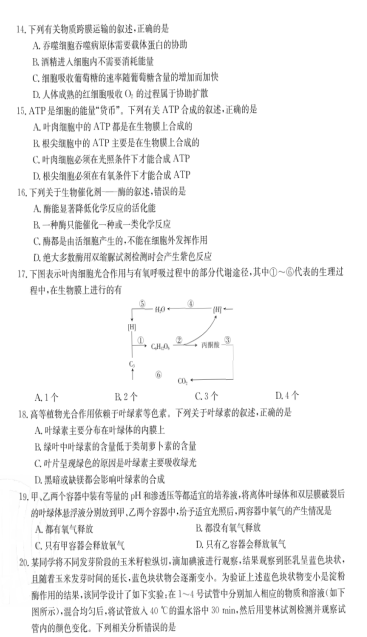 14.下列有关物质跨膜运输的叙述,正确的是
A.吞噬细胞吞噬病原体需要载体蛋白的协助
B.酒精进入细胞内不需要消耗能量
C.细胞吸收葡萄糖的速率随葡萄糖含量的增加而加快
D.人体成熟的红细胞吸收O₂的过程属于协助扩散
15.ATP是细胞的能量“货币”。下列有关ATP合成的叙述,正确的是
A.叶肉细胞中的ATP都是在生物膜上合成的
B.根尖细胞中的ATP主要是在生物膜上合成的
C.叶肉细胞必须在光照条件下才能合成ATP
D.根尖细胞必须在有氧条件下才能合成ATP
16.下列关于生物催化剂——酶的叙述,错误的是
A.酶能显著降低化学反应的活化能
B.一种酶只能催化一种或一类化学反应
C.酶都是由活细胞产生的,不能在细胞外发挥作用
D.绝大多数酶用双缩脲试剂检测时会产生紫色反应
17.下图表示叶肉细胞光合作用与有氧呼吸过程中的部分代谢途径,其中①~⑥代表的生理过
程中,在生物膜上进行的有
⑤ H₂O ④ [H]
[H]
① C₆H₁₂O₆ ② 丙酮酸 ③
C₃
⑥
CO₂
A.1个 B.2个 C.3个 D.4个
18.高等植物光合作用依赖于叶绿素等色素。下列关于叶绿素的叙述,正确的是
A.叶绿素主要分布在叶绿体的内膜上
B.绿叶中叶绿素的含量低于类胡萝卜素的含量
C.叶片呈现绿色的原因是叶绿素主要吸收绿光
D.黑暗或缺镁都会影响叶绿素的合成
19.甲、乙两个容器中装有等量的pH和渗透压等都适宜的培养液,将离体叶绿体和双层膜破裂后
的叶绿体悬浮液分别放到甲、乙两个容器中,给予适宜光照后,两容器中氧气的产生情况是
A.都有氧气释放 B.都没有氧气释放
C.只有甲容器会释放氧气 D.只有乙容器会释放氧气
20.某同学将不同发芽阶段的玉米籽粒纵切,滴加碘液进行观察,结果观察到胚乳呈蓝色块状,
且随着玉米发芽时间的延长,蓝色块状物会逐渐变小。为验证上述蓝色块状物变小是淀粉
酶作用的结果,该同学设计了如下实验:在1~4号试管中分别加入相应的物质和溶液(如下
图所示),混合均匀后,将试管放入40 ℃的温水浴中30 min,然后用斐林试剂检测并观察试
管内的颜色变化。下列相关分析错误的是